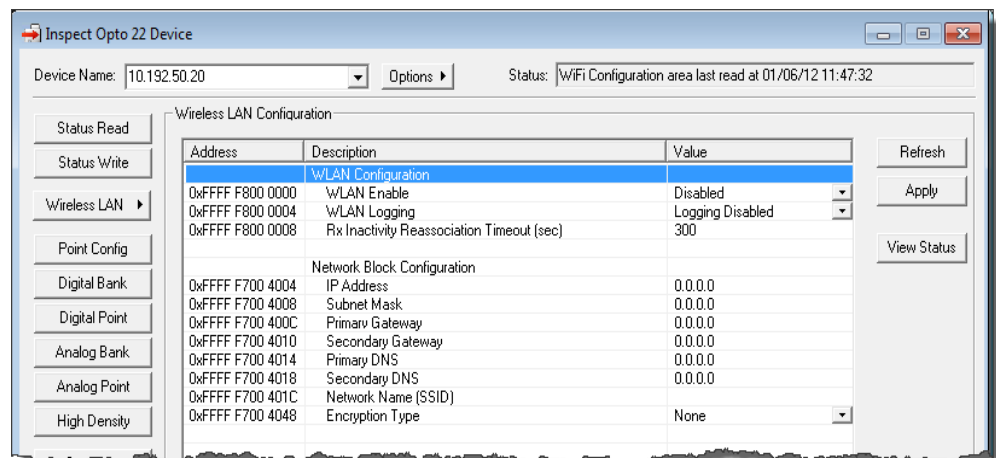 Inspect Opto 22 Device
Device Name: 10.192.50.20 Options Status: WiFi Configuration area last read at 01/06/12 11:47:32
Wireless LAN Configuration
Status Read
Status Write
Wireless LAN
Point Config
Digital Bank
Digital Point
Analog Bank
Analog Point
High Density
Address Description Value
WLAN Configuration
0xFFFF F800 0000 WLAN Enable Disabled
0xFFFF F800 0004 WLAN Logging Logging Disabled
0xFFFF F800 0008 Rx Inactivity Reassociation Timeout (sec) 300
Network Block Configuration
0xFFFF F700 4004 IP Address 0.0.0.0
0xFFFF F700 4008 Subnet Mask 0.0.0.0
0xFFFF F700 400C Primary Gateway 0.0.0.0
0xFFFF F700 4010 Secondary Gateway 0.0.0.0
0xFFFF F700 4014 Primary DNS 0.0.0.0
0xFFFF F700 4018 Secondary DNS 0.0.0.0
0xFFFF F700 401C Network Name (SSID)
0xFFFF F700 4048 Encryption Type None
Refresh
Apply
View Status